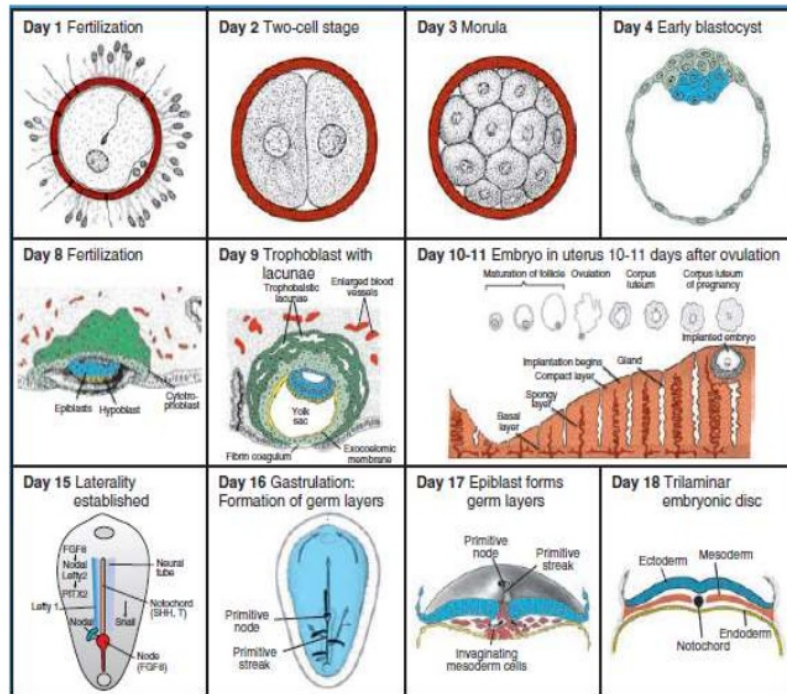 Day 1 Fertilization
Day 2 Two-cell stage
Day 3 Morula
Day 4 Early blastocyst
Day 8 Fertilization
Epiblasts
Hypoblast
Cytotro-
phoblast
Day 9 Trophoblast with
lacunae
Trophobalstic
lacunae
Enlarged blood
vessels
Yolk
sac
Exocoelomic
membrane
Fibrin coagulum
Day 10-11 Embryo in uterus 10-11 days after ovulation
Maturation of follicle
Ovulation
Corpus
luteum
Corpus luteum
of pregnancy
Implanted embryo
Implantation begins
Gland
Compact layer
Spongy
layer
Basal
layer
Day 15 Laterality
established
FGF8
Nodal
Lefty2
PITX2
Lefty 1
Nodal
Neural
tube
Notochord
(SHH, T)
Snail
Node
(FGF8)
Day 16 Gastrulation:
Formation of germ layers
Primitive
node
Primitive
streak
Day 17 Epiblast forms
germ layers
Primitive
node
Primitive
streak
Invaginating
mesoderm cells
Day 18 Trilaminar
embryonic disc
Ectoderm
Mesoderm
Endoderm
Notochord